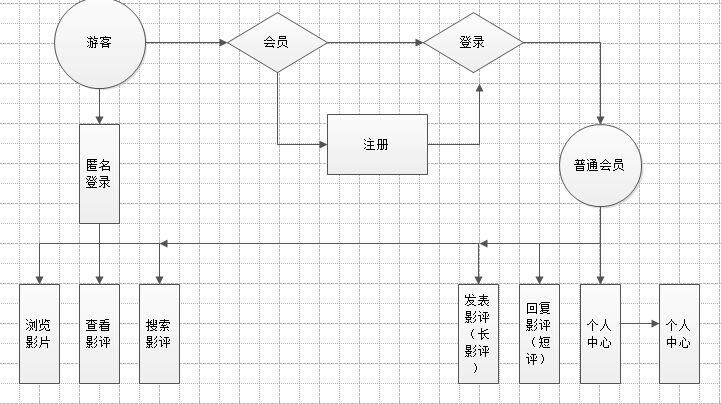 游客
会员
登录
注册
匿名
登录
普通会员
浏览
影片
查看
影评
搜索
影评
发表
影评
（长
影评
）
回复
影评
（短
评）
个人
中心
个人
中心